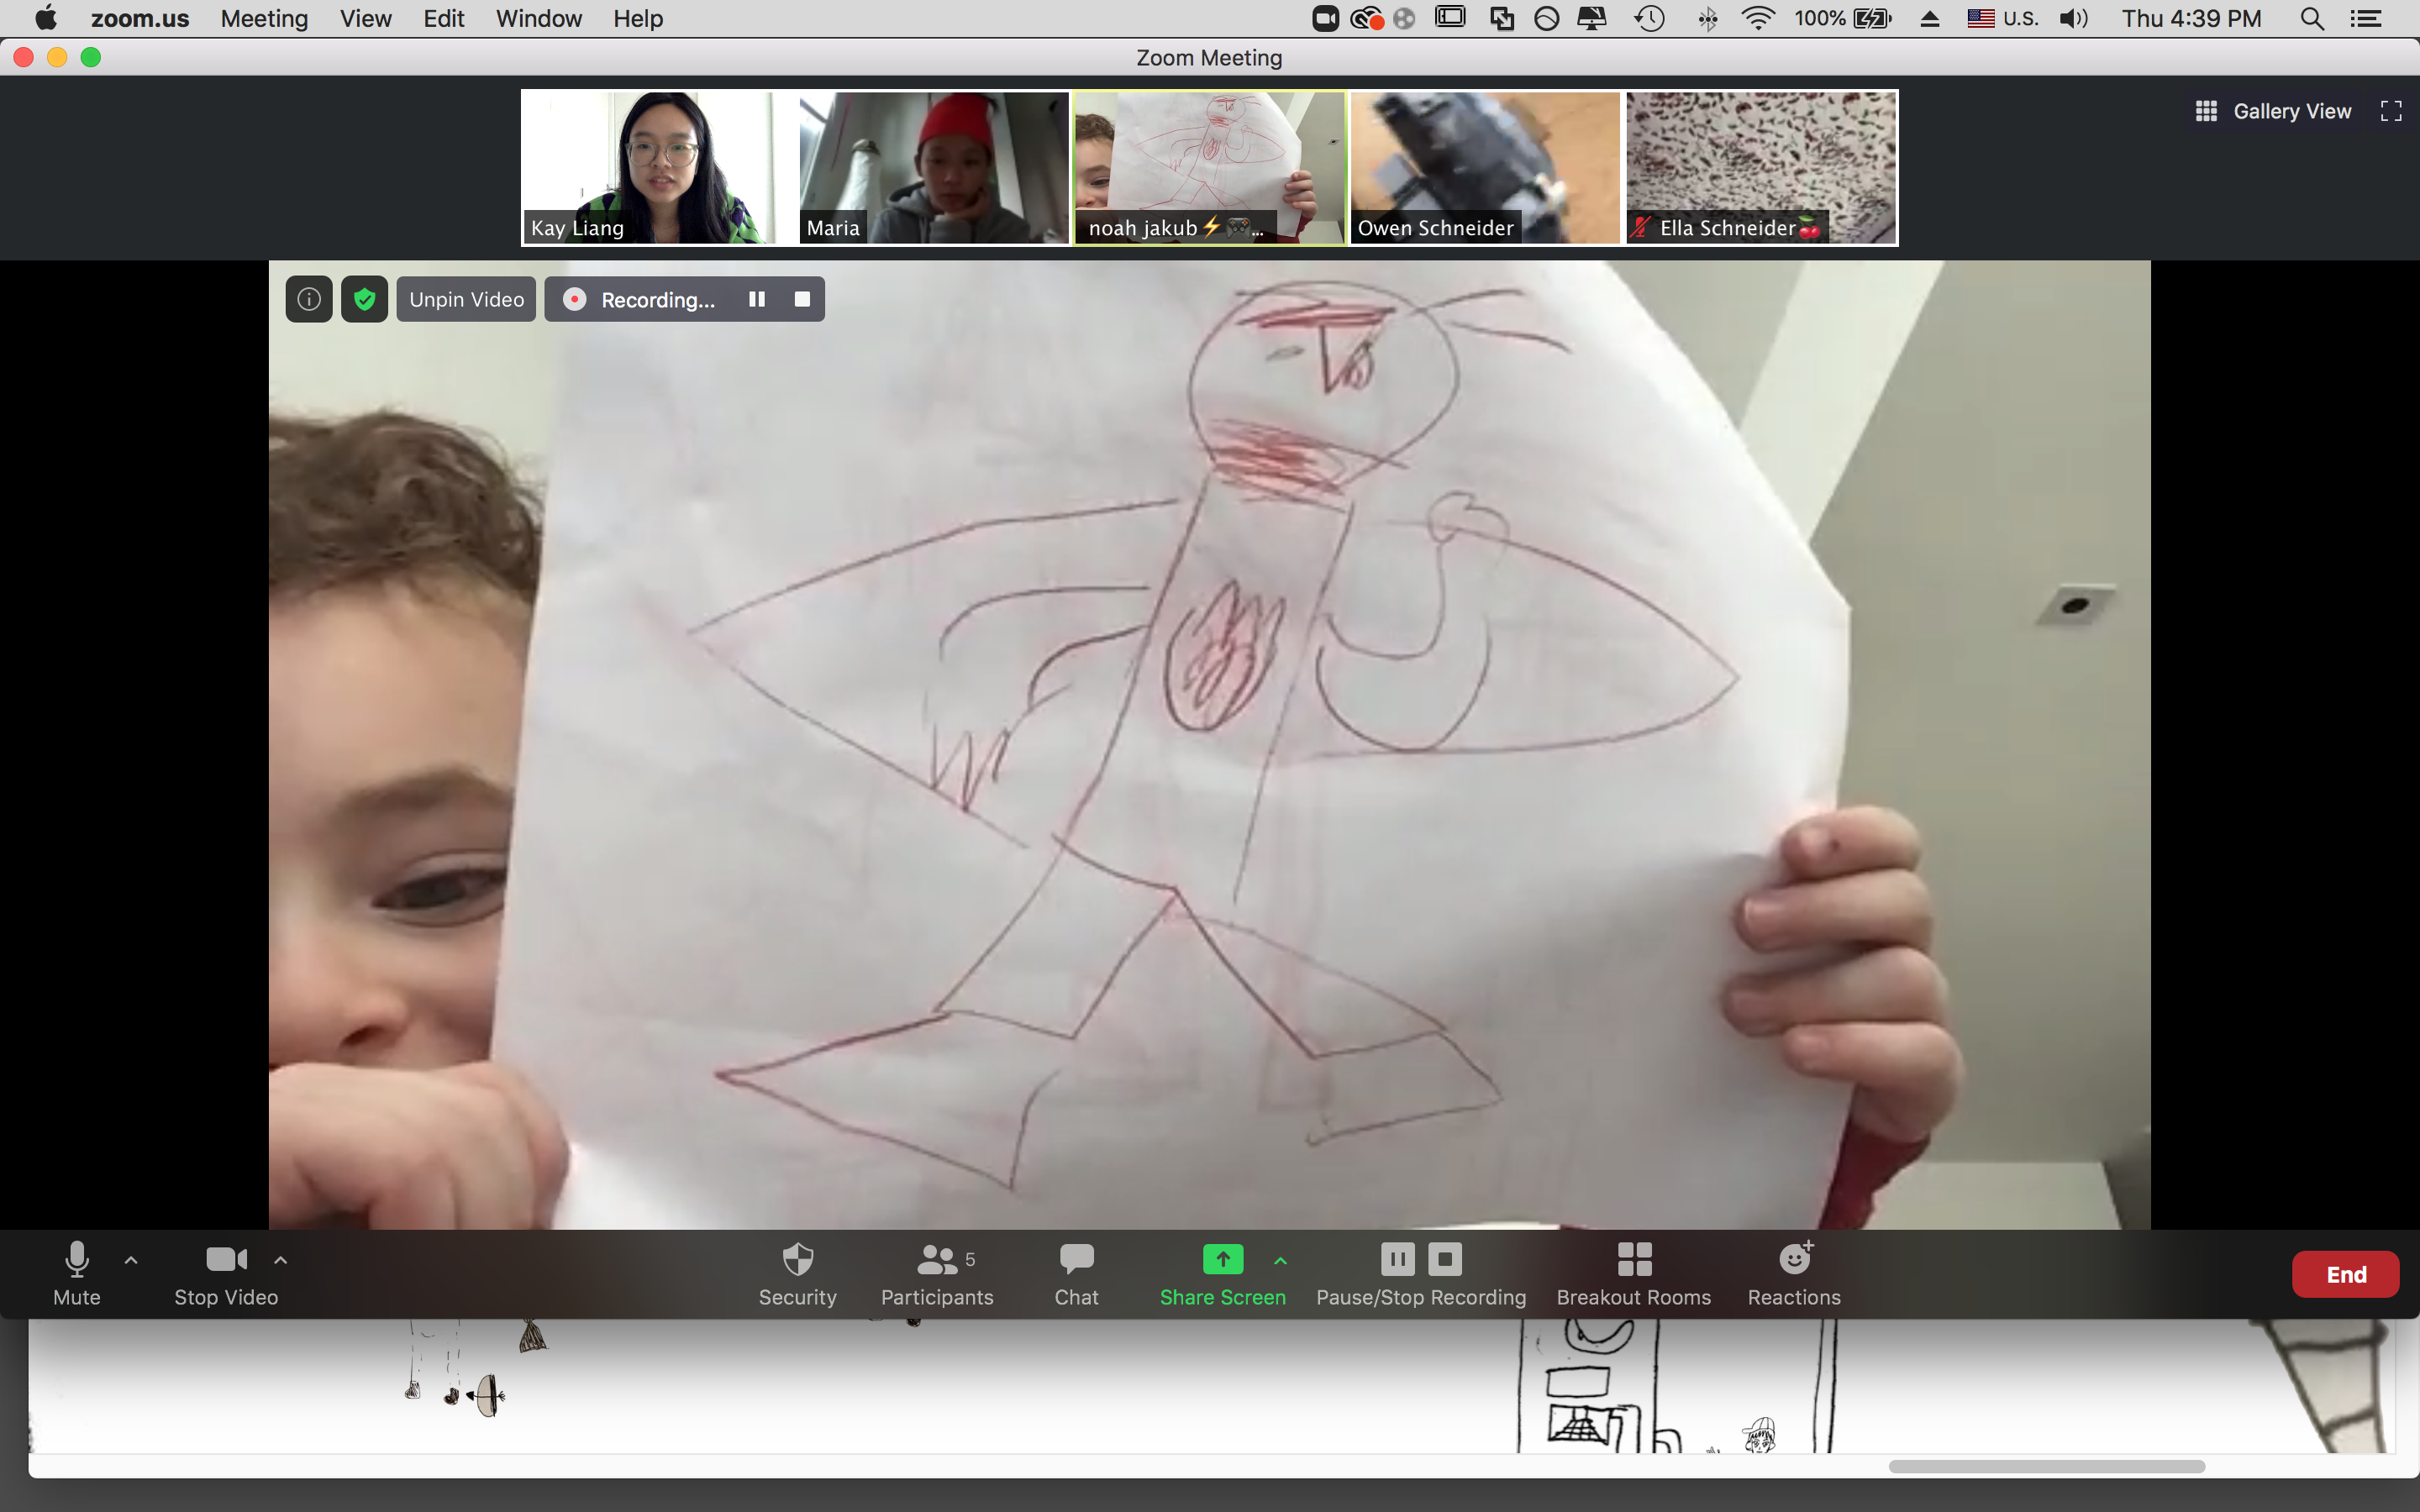 zoom.us Meeting View Edit Window Help 100% U.S. Thu 4:39 PM
Zoom Meeting
Gallery View
Kay Liang Maria noah jakub⚡🎮... Owen Schneider Ella Schneider🍒
Unpin Video Recording...
5
Mute Stop Video Security Participants Chat Share Screen Pause/Stop Recording Breakout Rooms Reactions End